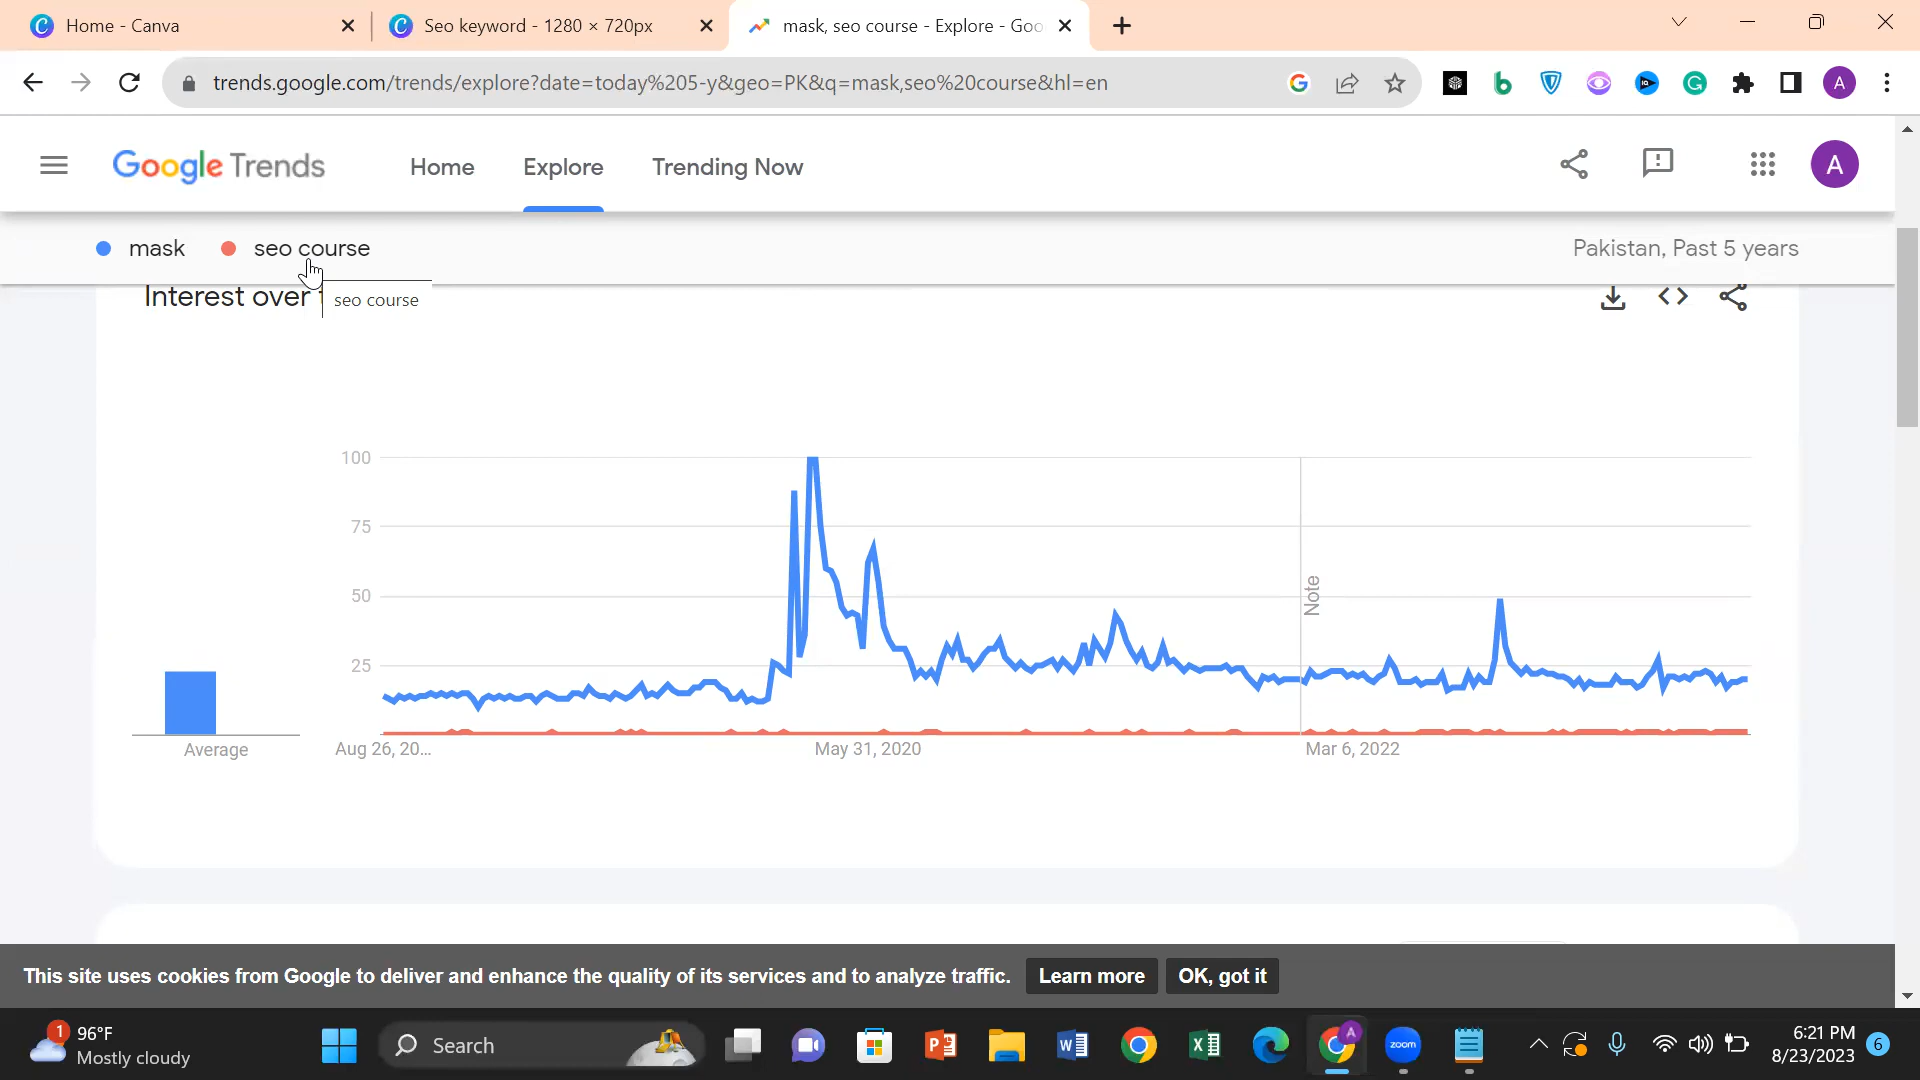 Home - Canva
Seo keyword - 1280 × 720px
mask, seo course - Explore - Goo
trends.google.com/trends/explore?date=today%205-y&geo=PK&q=mask,seo%20course&hl=en
A
Google Trends
Home
Explore
Trending Now
A
mask
seo course
Pakistan, Past 5 years
Interest over
seo course
100
75
50
25
Note
Average
Aug 26, 20...
May 31, 2020
Mar 6, 2022
This site uses cookies from Google to deliver and enhance the quality of its services and to analyze traffic.
Learn more
OK, got it
1
96°F
Mostly cloudy
Search
A
zoom
6:21 PM
8/23/2023
6